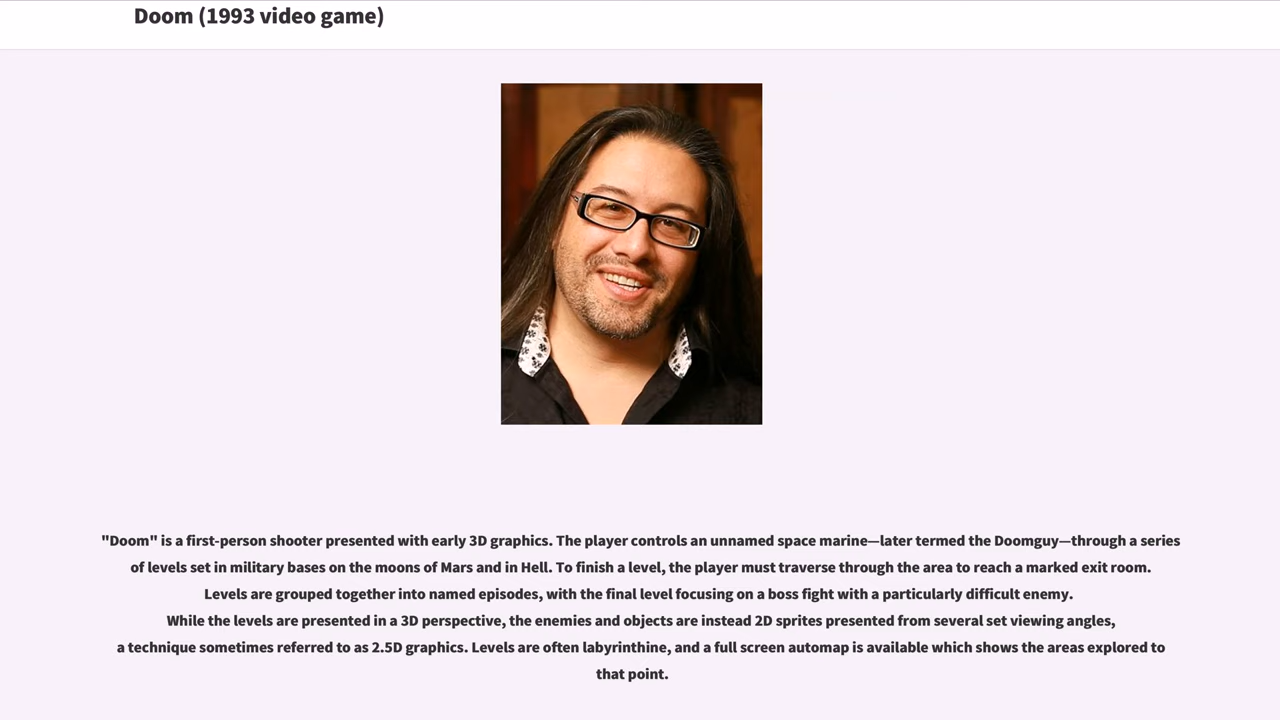 Doom (1993 video game)
"Doom" is a first-person shooter presented with early 3D graphics. The player controls an unnamed space marine—later termed the Doomguy—through a series
of levels set in military bases on the moons of Mars and in Hell. To finish a level, the player must traverse through the area to reach a marked exit room.
Levels are grouped together into named episodes, with the final level focusing on a boss fight with a particularly difficult enemy.
While the levels are presented in a 3D perspective, the enemies and objects are instead 2D sprites presented from several set viewing angles,
a technique sometimes referred to as 2.5D graphics. Levels are often labyrinthine, and a full screen automap is available which shows the areas explored to
that point.